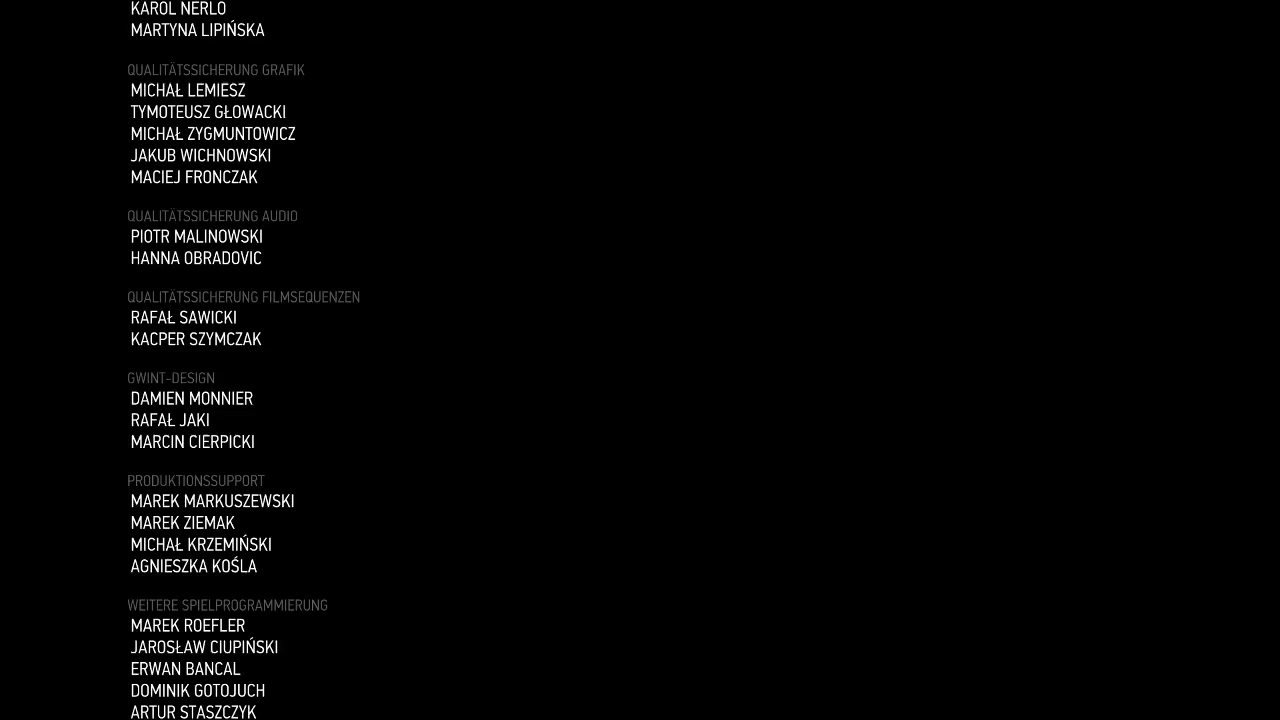 KAROL NERLO
MARTYNA LIPIŃSKA
QUALITÄTSSICHERUNG GRAFIK
MICHAŁ LEMIESZ
TYMOTEUSZ GŁOWACKI
MICHAŁ ZYGMUNTOWICZ
JAKUB WICHNOWSKI
MACIEJ FRONCZAK
QUALITÄTSSICHERUNG AUDIO
PIOTR MALINOWSKI
HANNA OBRADOVIC
QUALITÄTSSICHERUNG FILMSEQUENZEN
RAFAŁ SAWICKI
KACPER SZYMCZAK
GWINT-DESIGN
DAMIEN MONNIER
RAFAŁ JAKI
MARCIN CIERPICKI
PRODUKTIONSSUPPORT
MAREK MARKUSZEWSKI
MAREK ZIEMAK
MICHAŁ KRZEMIŃSKI
AGNIESZKA KOŚLA
WEITERE SPIELPROGRAMMIERUNG
MAREK ROEFLER
JAROSŁAW CIUPIŃSKI
ERWAN BANCAL
DOMINIK GOTOJUCH
ARTUR STASZCZYK